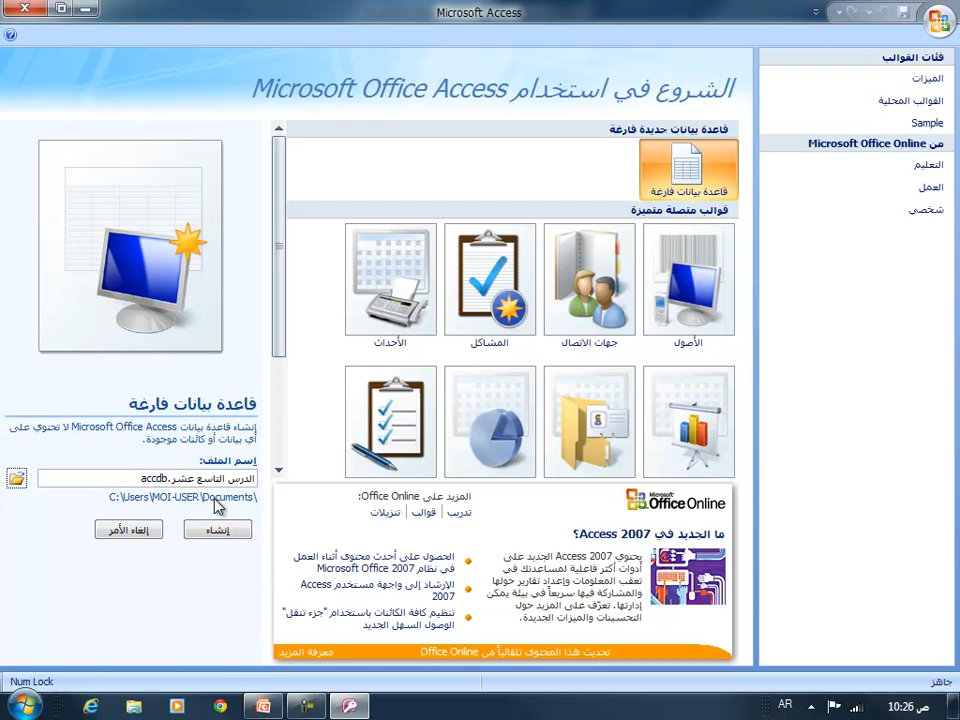 Microsoft Access
فئات القوالب
الميزات
القوالب المحلية
Sample
من Microsoft Office Online
التعليم
العمل
شخصي
الشروع في استخدام Microsoft Office Access
قاعدة بيانات جديدة فارغة
قاعدة بيانات فارغة
قوالب متصلة متميزة
الأصول
جهات الاتصال
المشاكل
الأحداث
قاعدة بيانات فارغة
إنشاء قاعدة بيانات Microsoft Office Access لا تحتوي على
أي بيانات أو كائنات موجودة.
اسم الملف:
الدرس التاسع عشر.accdb
C:\Users\MOI-USER\Documents\
إنشاء
إلغاء الأمر
Microsoft Office Online
المزيد على Office Online:
تدريب | قوالب | تنزيلات
ما الجديد في Access 2007؟
يحتوي Access 2007 الجديد على
أدوات أكثر فاعلية لمساعدتك في
تعقب المعلومات وإعداد تقارير حولها
والمشاركة فيها سريعاً في بيئة يمكن
إدارتها. تعرّف على المزيد حول
التحسينات والميزات الجديدة.
الحصول على أحدث محتوى أثناء العمل
في نظام Microsoft Office 2007
الإرشاد إلى واجهة مستخدم Access
2007
تنظيم كافة الكائنات باستخدام "جزء تنقل"
الوصول السهل الجديد
تحديث هذا المحتوى تلقائياً من Office Online
معرفة المزيد
جاهز
Num Lock
AR
10:26 ص